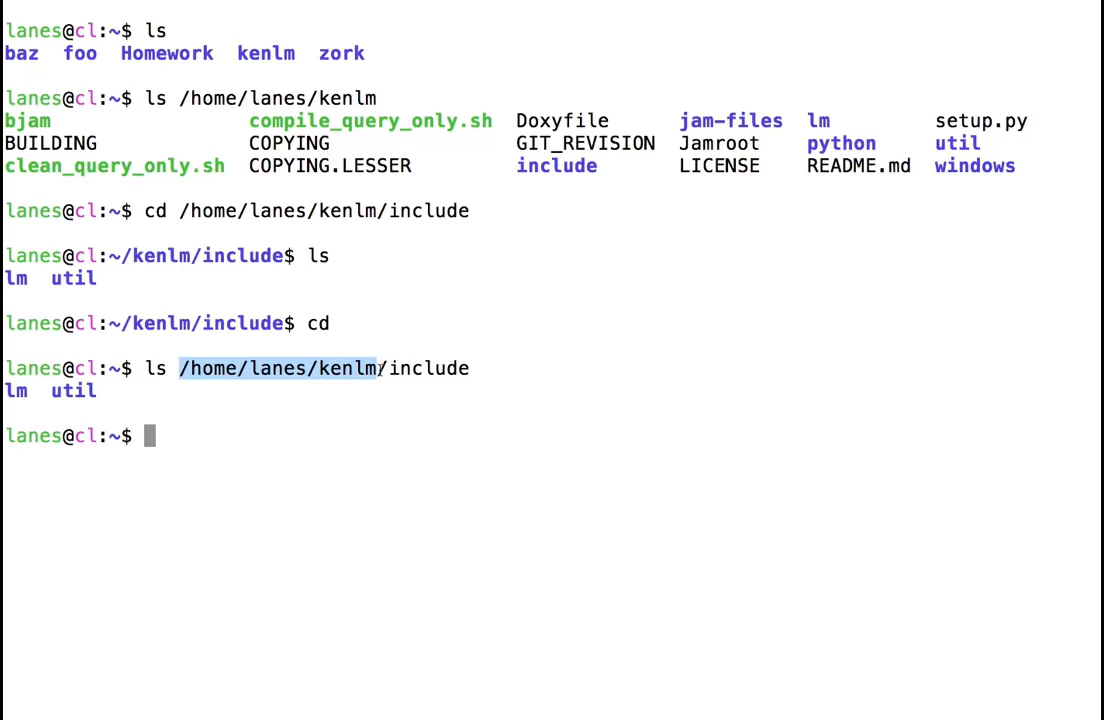 lanes@cl:~$ ls
baz  foo  Homework  kenlm  zork
lanes@cl:~$ ls /home/lanes/kenlm
bjam                 compile_query_only.sh  Doxyfile      jam-files  lm         setup.py
BUILDING             COPYING                GIT_REVISION  Jamroot    python     util
clean_query_only.sh  COPYING.LESSER         include       LICENSE    README.md  windows
lanes@cl:~$ cd /home/lanes/kenlm/include
lanes@cl:~/kenlm/include$ ls
lm  util
lanes@cl:~/kenlm/include$ cd
lanes@cl:~$ ls /home/lanes/kenlm/include
lm  util
lanes@cl:~$